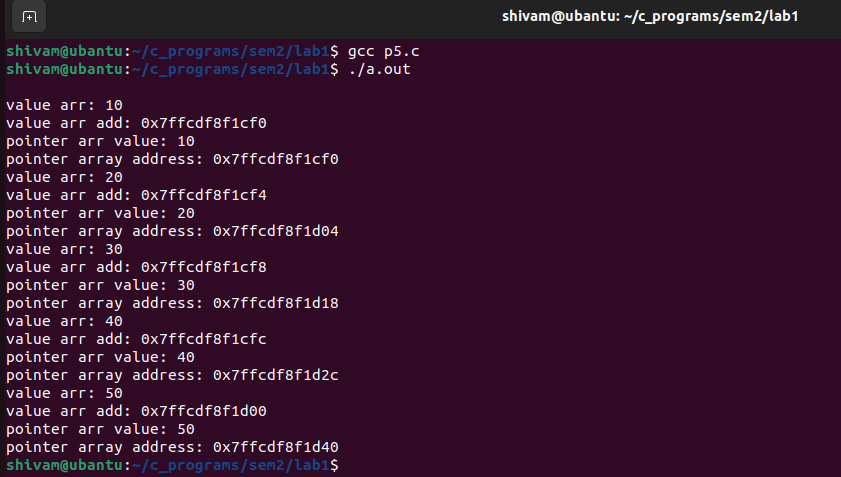 shivam@ubantu: ~/c_programs/sem2/lab1
shivam@ubantu:~/c_programs/sem2/lab1$ gcc p5.c
shivam@ubantu:~/c_programs/sem2/lab1$ ./a.out
value arr: 10
value arr add: 0x7ffcdf8f1cf0
pointer arr value: 10
pointer array address: 0x7ffcdf8f1cf0
value arr: 20
value arr add: 0x7ffcdf8f1cf4
pointer arr value: 20
pointer array address: 0x7ffcdf8f1d04
value arr: 30
value arr add: 0x7ffcdf8f1cf8
pointer arr value: 30
pointer array address: 0x7ffcdf8f1d18
value arr: 40
value arr add: 0x7ffcdf8f1cfc
pointer arr value: 40
pointer array address: 0x7ffcdf8f1d2c
value arr: 50
value arr add: 0x7ffcdf8f1d00
pointer arr value: 50
pointer array address: 0x7ffcdf8f1d40
shivam@ubantu:~/c_programs/sem2/lab1$